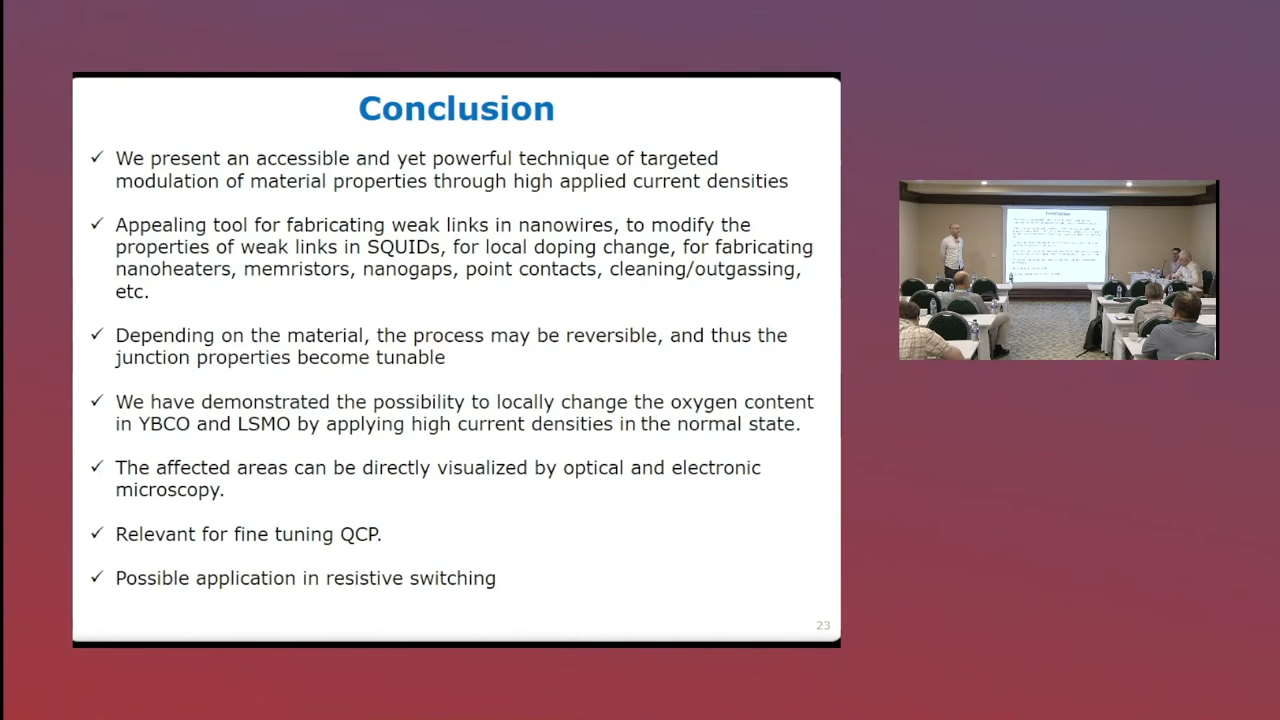 Conclusion
✓ We present an accessible and yet powerful technique of targeted
modulation of material properties through high applied current densities
✓ Appealing tool for fabricating weak links in nanowires, to modify the
properties of weak links in SQUIDs, for local doping change, for fabricating
nanoheaters, memristors, nanogaps, point contacts, cleaning/outgassing,
etc.
✓ Depending on the material, the process may be reversible, and thus the
junction properties become tunable
✓ We have demonstrated the possibility to locally change the oxygen content
in YBCO and LSMO by applying high current densities in the normal state.
✓ The affected areas can be directly visualized by optical and electronic
microscopy.
✓ Relevant for fine tuning QCP.
✓ Possible application in resistive switching
23
Conclusion